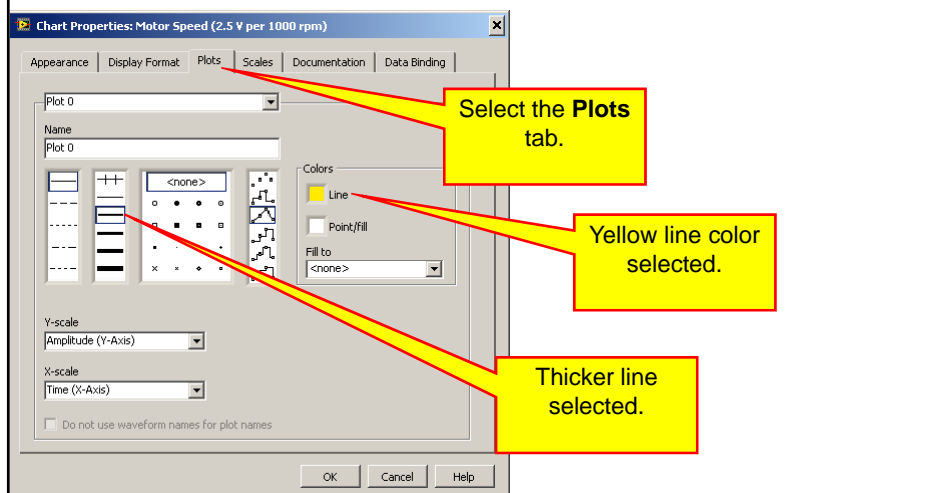 Chart Properties: Motor Speed (2.5 V per 1000 rpm)
Appearance
Display Format
Plots
Scales
Documentation
Data Binding
Plot 0
Name
Plot 0
<none>
Colors
Line
Point/fill
Fill to
<none>
Y-scale
Amplitude (Y-Axis)
X-scale
Time (X-Axis)
Do not use waveform names for plot names
OK
Cancel
Help
Select the Plots
tab.
Yellow line color
selected.
Thicker line
selected.